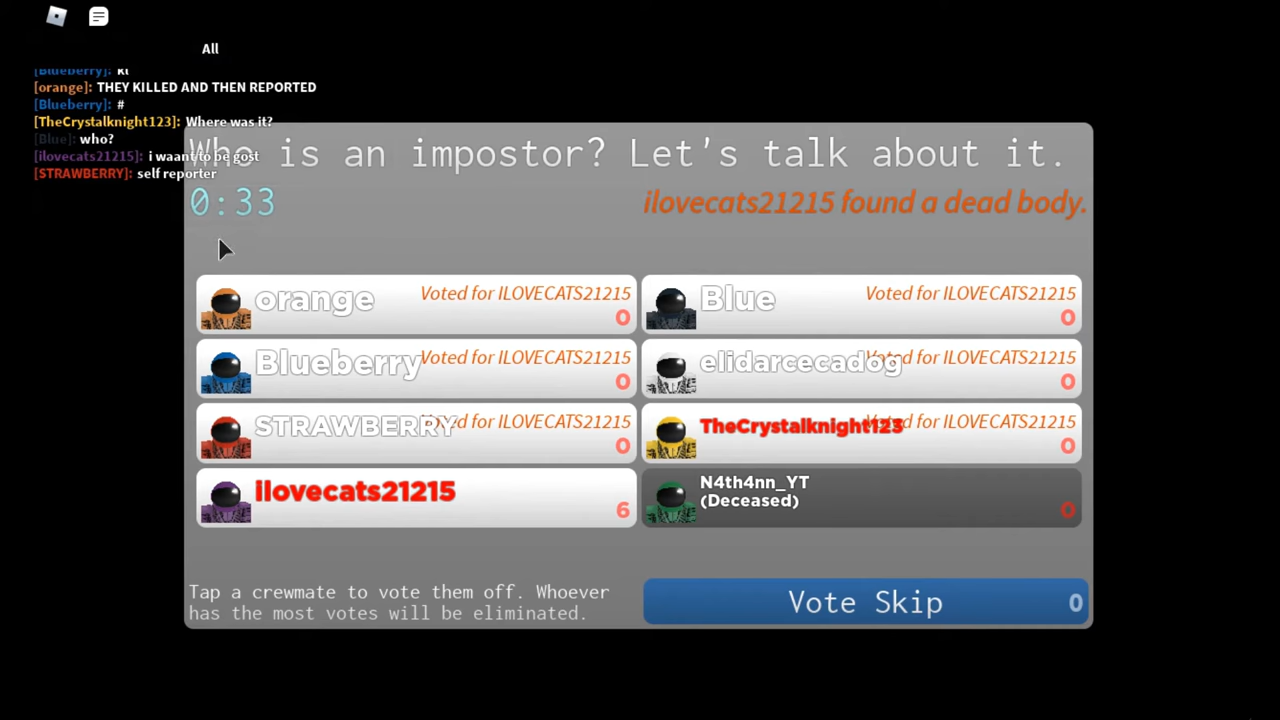 All
[Blueberry]: kl
[orange]: THEY KILLED AND THEN REPORTED
[Blueberry]: #
[TheCrystalknight123]: Where was it?
[Blue]: who?
[ilovecats21215]: i waant to be gost
[STRAWBERRY]: self reporter
Who is an impostor? Let's talk about it.
0:33
ilovecats21215 found a dead body.
orange Voted for ILOVECATS21215 0
Blue Voted for ILOVECATS21215 0
Blueberry Voted for ILOVECATS21215 0
elidarcecadog Voted for ILOVECATS21215 0
STRAWBERRY Voted for ILOVECATS21215 0
TheCrystalknight123 Voted for ILOVECATS21215 0
ilovecats21215 6
N4th4nn_YT
(Deceased) 0
Tap a crewmate to vote them off. Whoever
has the most votes will be eliminated.
Vote Skip 0